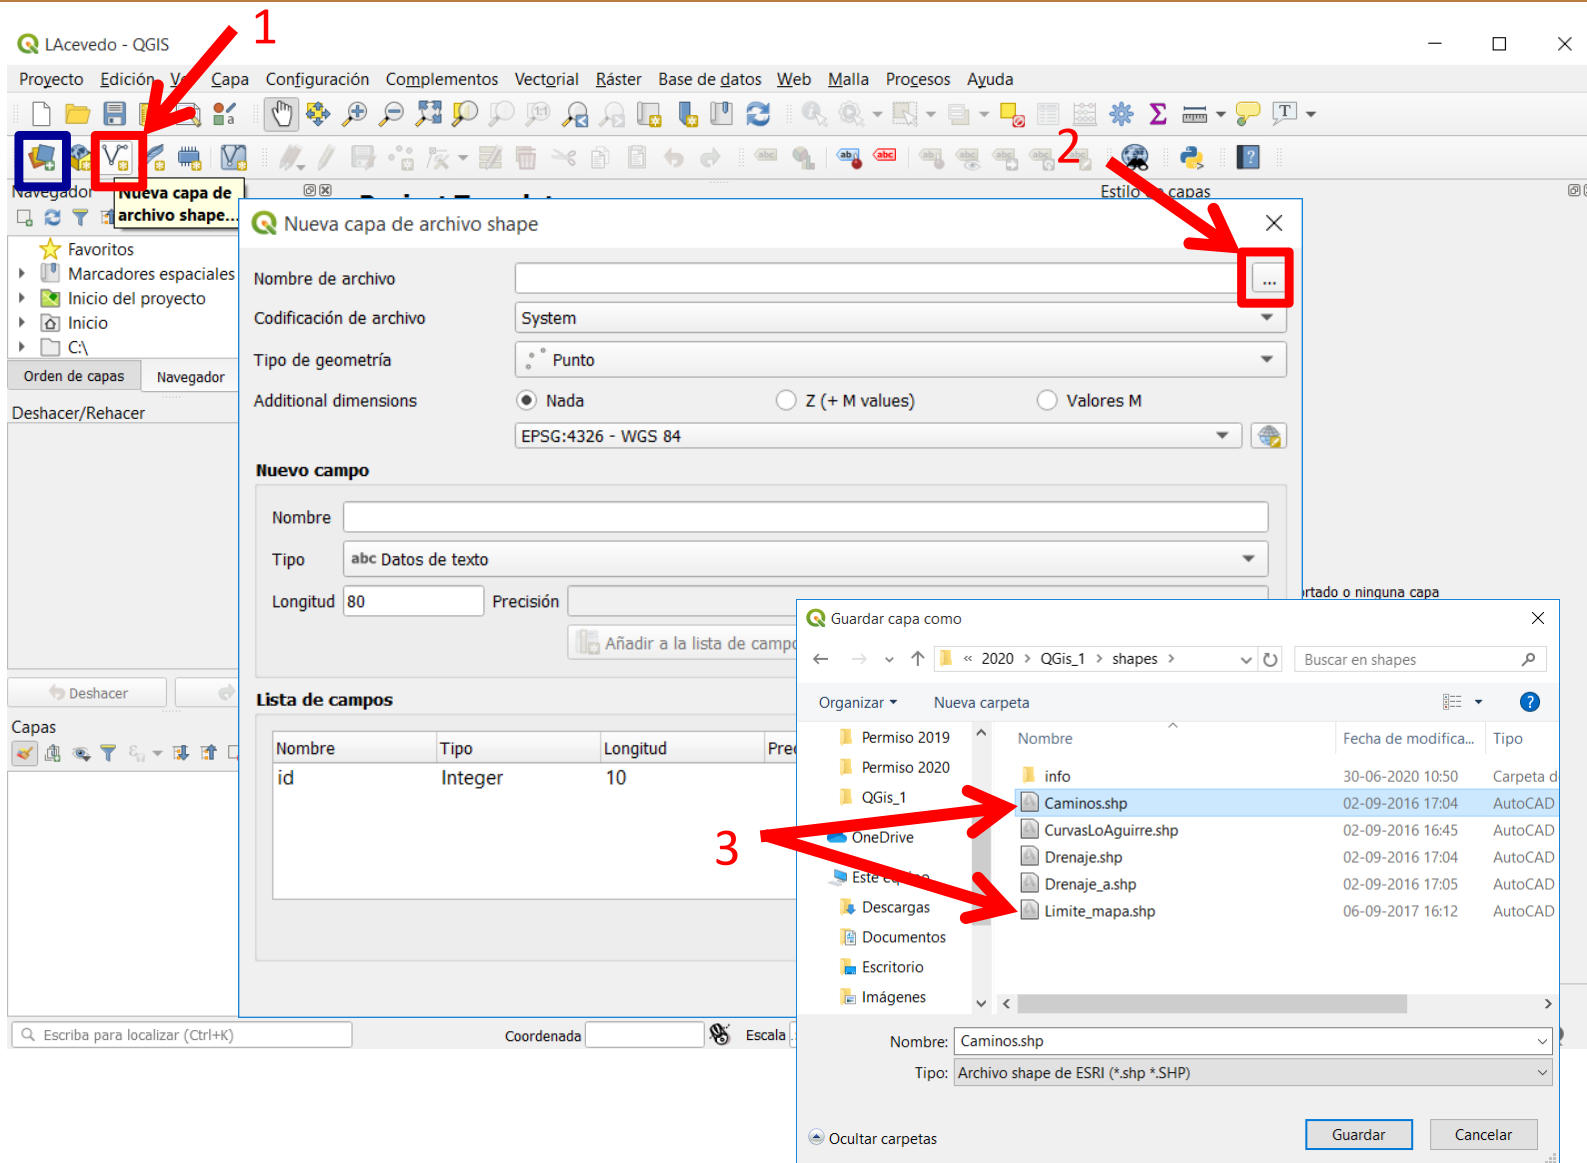 1
LAcevedo - QGIS
Proyecto Edición Ver Capa Configuración Complementos Vectorial Ráster Base de datos Web Malla Procesos Ayuda
2
Navegador
Nueva capa de
archivo shape...
Estilo de capas
Nueva capa de archivo shape
Favoritos
Marcadores espaciales
Inicio del proyecto
Inicio
C:\
Orden de capas Navegador
Deshacer/Rehacer
Deshacer
Capas
Nombre de archivo
...
Codificación de archivo System
Tipo de geometría Punto
Additional dimensions Nada Z (+ M values) Valores M
EPSG:4326 - WGS 84
Nuevo campo
Nombre
Tipo abc Datos de texto
Longitud 80 Precisión
Añadir a la lista de campo
Lista de campos
Nombre Tipo Longitud Prec
id Integer 10
3
rtado o ninguna capa
Guardar capa como
« 2020 > QGis_1 > shapes >
Buscar en shapes
Organizar Nueva carpeta
Permiso 2019
Permiso 2020
QGis_1
OneDrive
Este equipo
Descargas
Documentos
Escritorio
Imágenes
Nombre Fecha de modifica... Tipo
info 30-06-2020 10:50 Carpeta d
Caminos.shp 02-09-2016 17:04 AutoCAD
CurvasLoAguirre.shp 02-09-2016 16:45 AutoCAD
Drenaje.shp 02-09-2016 17:04 AutoCAD
Drenaje_a.shp 02-09-2016 17:05 AutoCAD
Limite_mapa.shp 06-09-2017 16:12 AutoCAD
Escriba para localizar (Ctrl+K)
Coordenada
Escala
Nombre: Caminos.shp
Tipo: Archivo shape de ESRI (*.shp *.SHP)
Ocultar carpetas
Guardar Cancelar